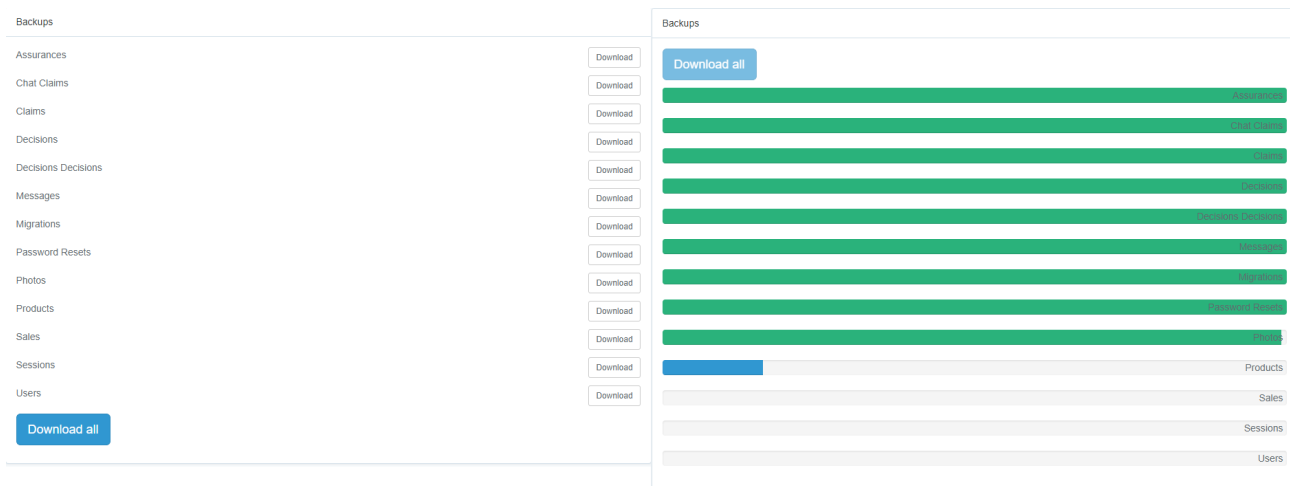 Backups
Assurances Download
Chat Claims Download
Claims Download
Decisions Download
Decisions Decisions Download
Messages Download
Migrations Download
Password Resets Download
Photos Download
Products Download
Sales Download
Sessions Download
Users Download
Download all
Backups
Download all
Assurances
Chat Claims
Claims
Decisions
Decisions Decisions
Messages
Migrations
Password Resets
Photos
Products
Sales
Sessions
Users